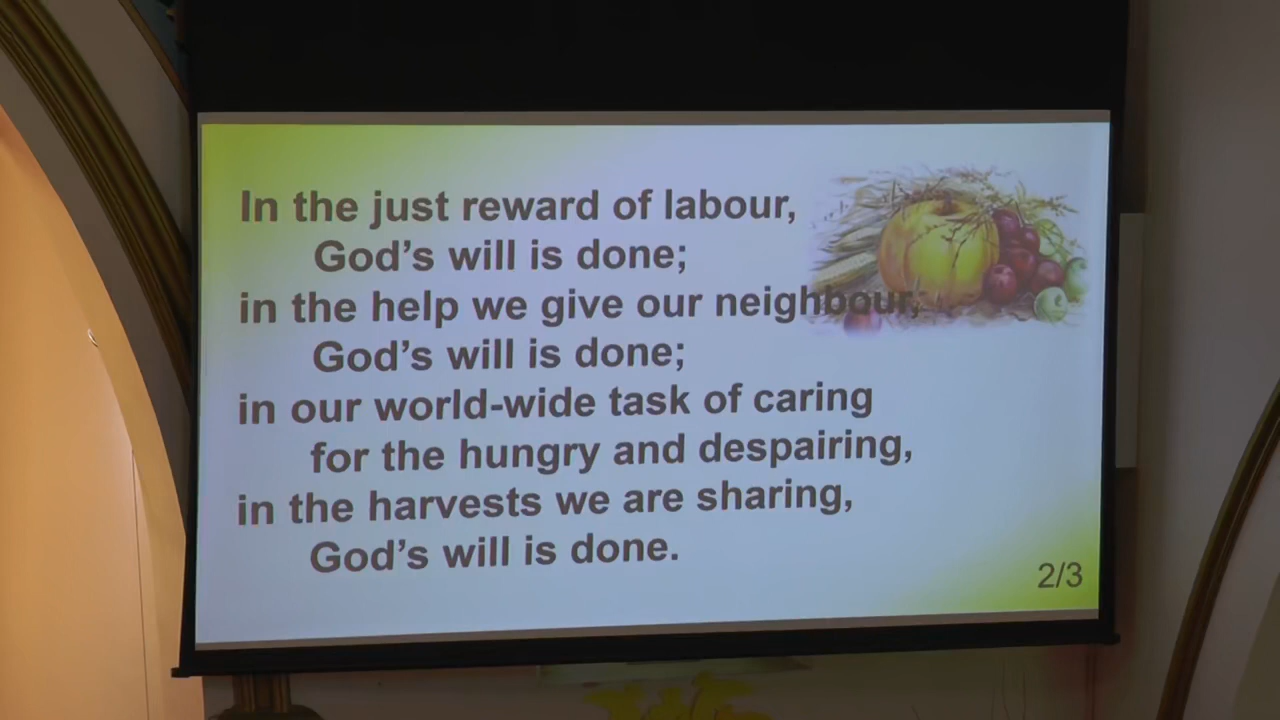 In the just reward of labour,
God's will is done;
in the help we give our neighbour,
God's will is done;
in our world-wide task of caring
for the hungry and despairing,
in the harvests we are sharing,
God's will is done.
2/3